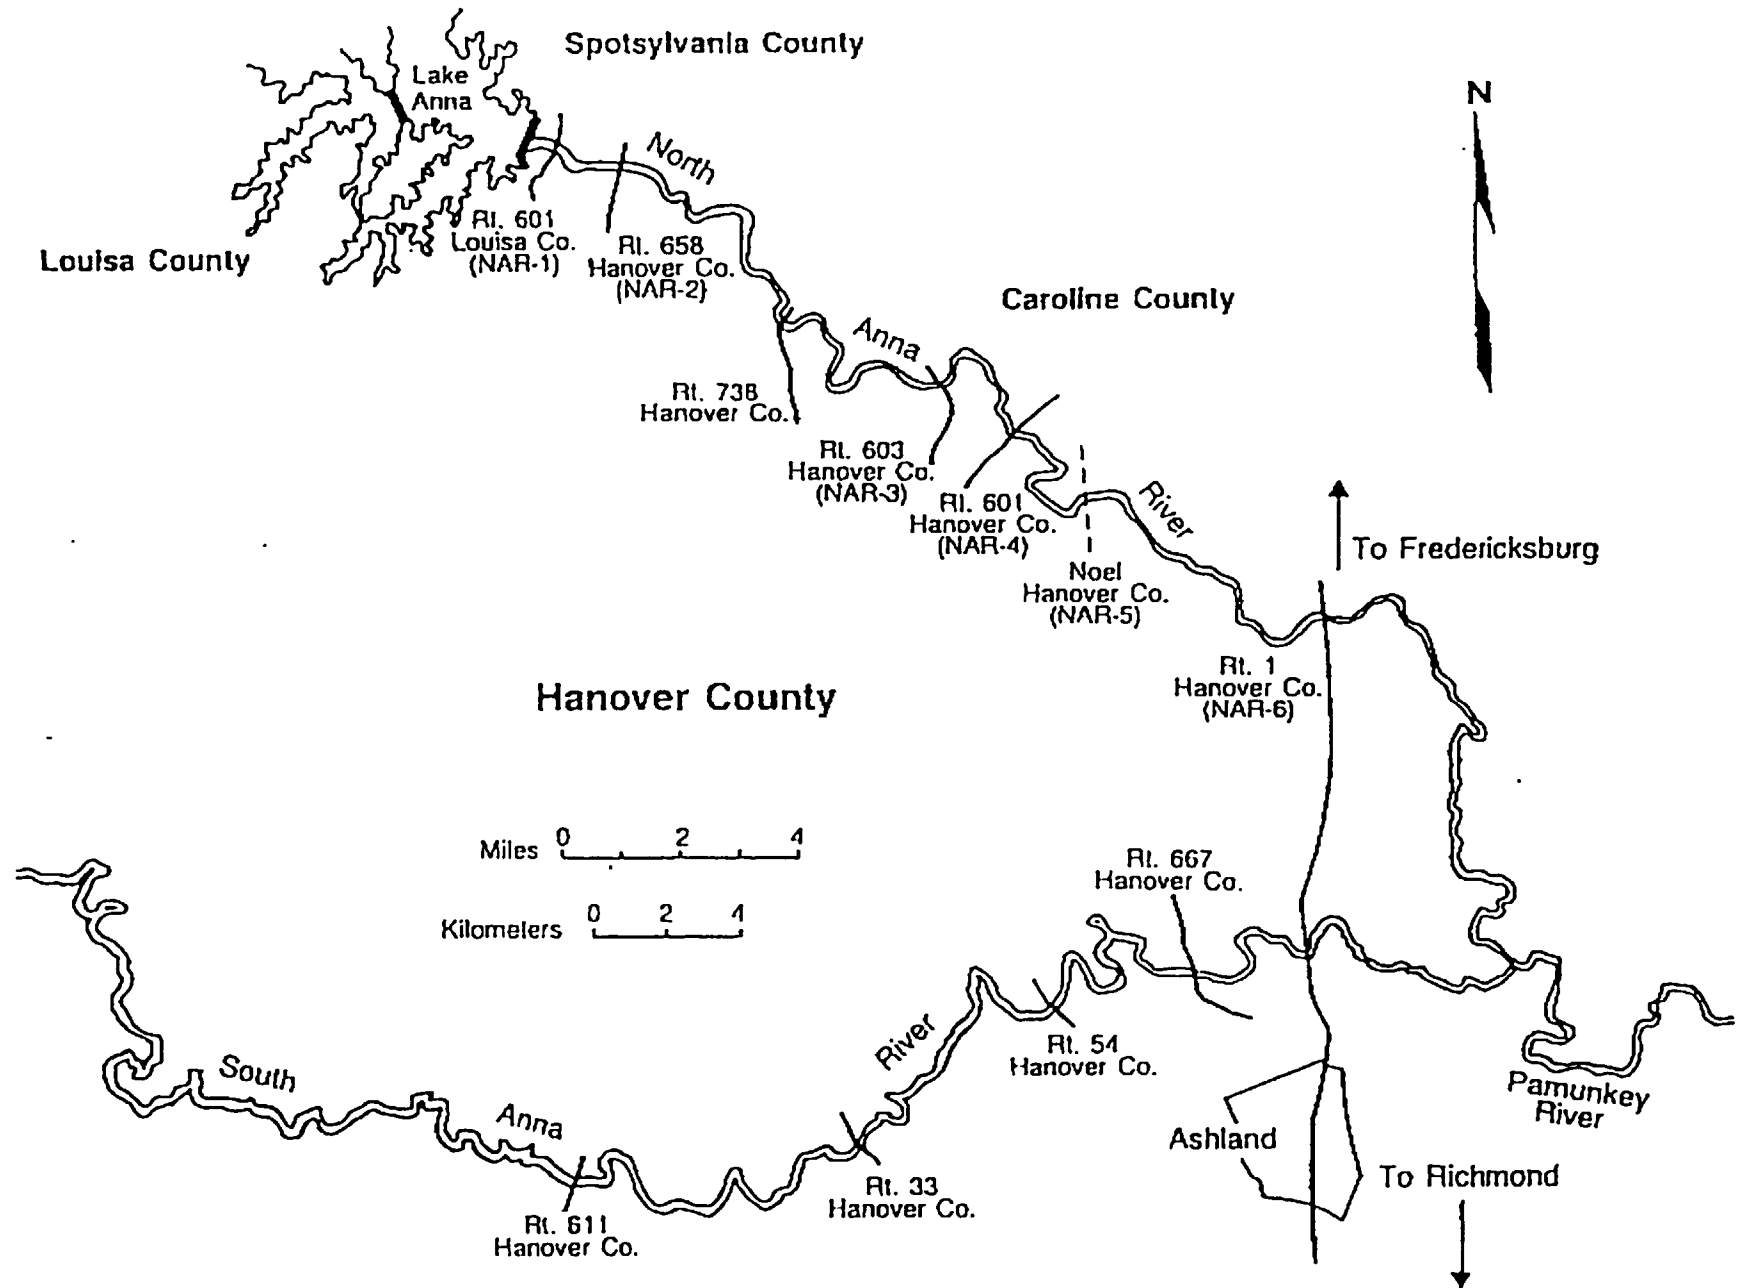 Spotsylvania County
Lake
Anna
N
North
Rt. 601
Louisa Co.
(NAR-1)
Rt. 658
Hanover Co.
(NAR-2)
Louisa County
Caroline County
Anna
Rt. 738
Hanover Co.
Rt. 603
Hanover Co.
(NAR-3)
Rt. 601
Hanover Co.
(NAR-4)
River
To Fredericksburg
Noel
Hanover Co.
(NAR-5)
Rt. 1
Hanover Co.
(NAR-6)
Hanover County
Miles 0 2 4
Kilometers 0 2 4
Rt. 667
Hanover Co.
River
Rt. 54
Hanover Co.
South
Anna
Pamunkey
River
Ashland
To Richmond
Rt. 33
Hanover Co.
Rt. 611
Hanover Co.